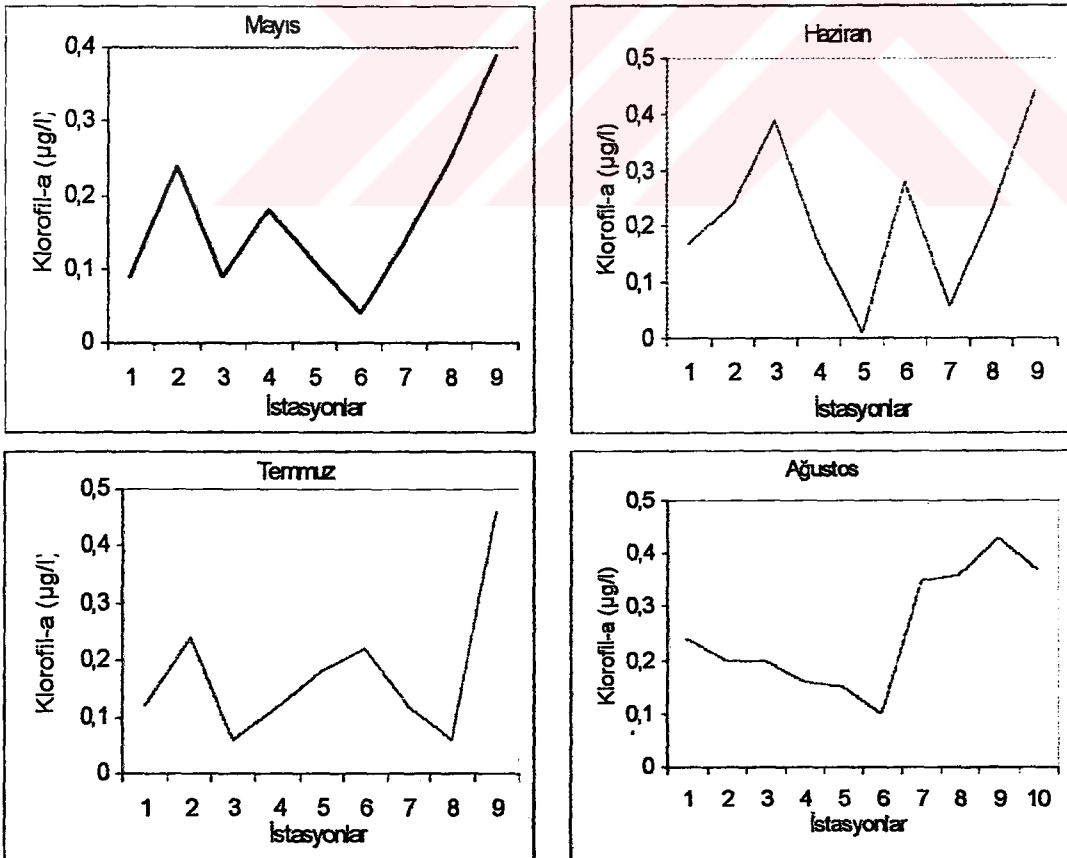 Mayıs
Klorofil-a (µg/l)
0,4
0,3
0,2
0,1
0
1 2 3 4 5 6 7 8 9
İstasyonlar
Haziran
Klorofil-a (µg/l)
0,5
0,4
0,3
0,2
0,1
0
1 2 3 4 5 6 7 8 9
İstasyonlar
Temmuz
Klorofil-a (µg/l)
0,5
0,4
0,3
0,2
0,1
0
1 2 3 4 5 6 7 8 9
İstasyonlar
Ağustos
Klorofil-a (µg/l)
0,5
0,4
0,3
0,2
0,1
0
1 2 3 4 5 6 7 8 9 10
İstasyonlar